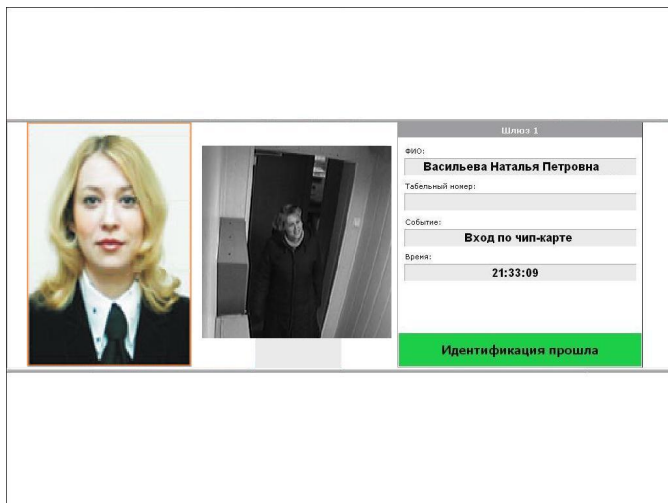 Шлюз 1
ФИО:
Васильева Наталья Петровна
Табельный номер:
Событие:
Вход по чип-карте
Время:
21:33:09
Идентификация прошла